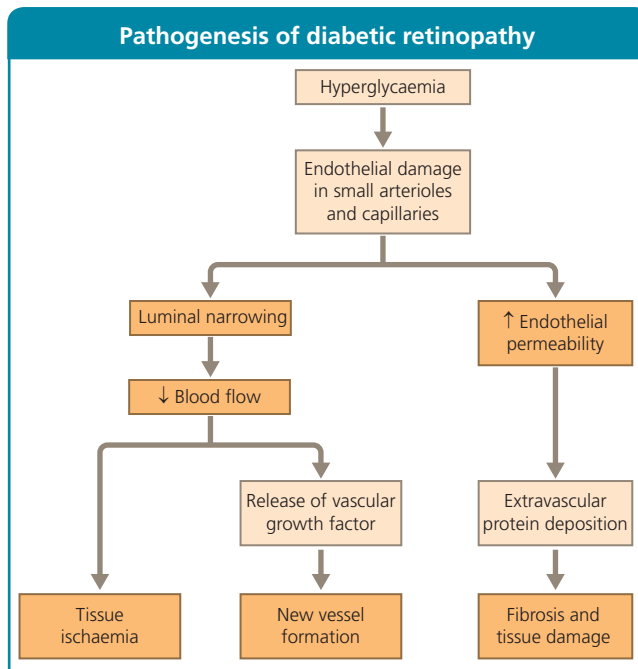 Pathogenesis of diabetic retinopathy
Hyperglycaemia
Endothelial damage
in small arterioles
and capillaries
Luminal narrowing
↑ Endothelial
permeability
↓ Blood flow
Release of vascular
growth factor
Extravascular
protein deposition
Tissue
ischaemia
New vessel
formation
Fibrosis and
tissue damage